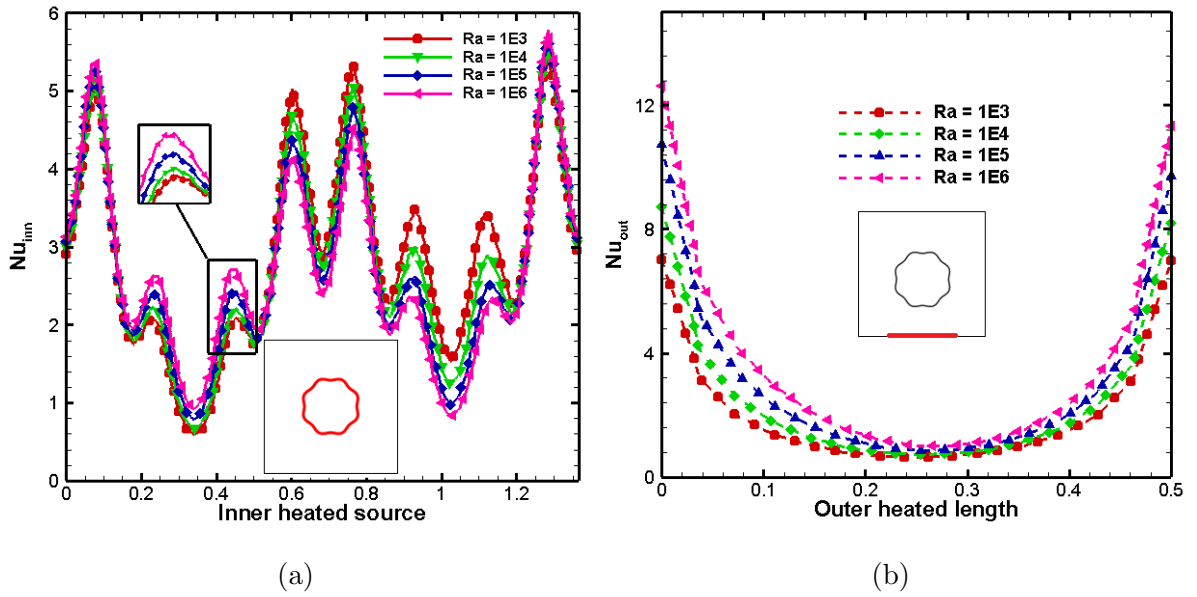 (a)
Nu_inn
6
5
4
3
2
1
0
0 0.2 0.4 0.6 0.8 1 1.2
Inner heated source
Ra = 1E3
Ra = 1E4
Ra = 1E5
Ra = 1E6
(b)
Nu_out
12
8
4
0
0 0.1 0.2 0.3 0.4 0.5
Outer heated length
Ra = 1E3
Ra = 1E4
Ra = 1E5
Ra = 1E6